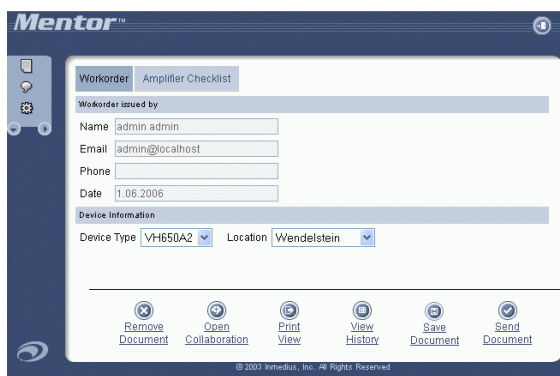 Mentor™
Workorder Amplifier Checklist
Workorder issued by
Name admin admin
Email admin@localhost
Phone
Date 1.06.2006
Device Information
Device Type VH650A2 Location Wendelstein
Remove Document
Open Collaboration
Print View
View History
Save Document
Send Document
© 2003 Inmedius, Inc. All Rights Reserved